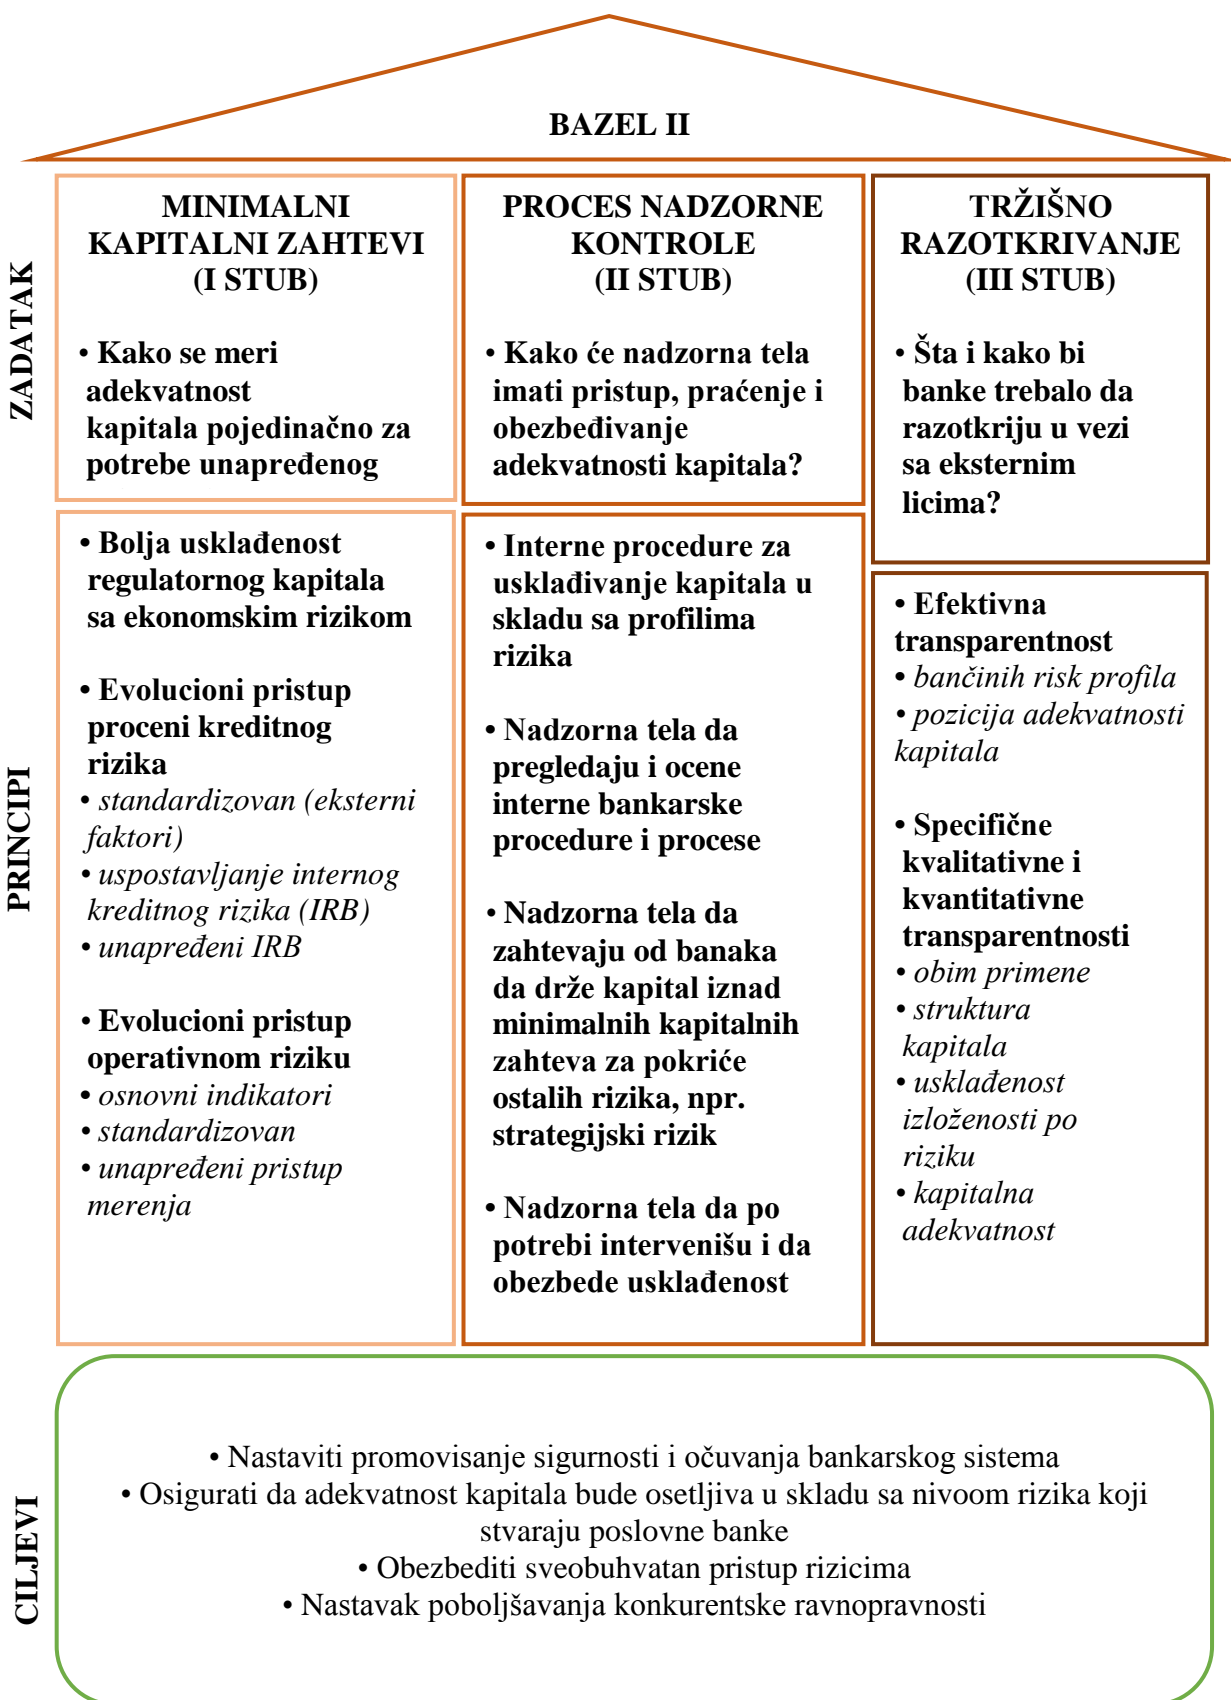 BAZEL II
ZADATAK
MINIMALNI
KAPITALNI ZAHTEVI
(I STUB)
• Kako se meri
adekvatnost
kapitala pojedinačno za
potrebe unapređenog
PROCES NADZORNE
KONTROLE
(II STUB)
• Kako će nadzorna tela
imati pristup, praćenje i
obezbeđivanje
adekvatnosti kapitala?
TRŽIŠNO
RAZOTKRIVANJE
(III STUB)
• Šta i kako bi
banke trebalo da
razotkriju u vezi
sa eksternim
licima?
PRINCIPI
• Bolja usklađenost
regulatornog kapitala
sa ekonomskim rizikom
• Evolucioni pristup
proceni kreditnog
rizika
• standardizovan (eksterni
faktori)
• uspostavljanje internog
kreditnog rizika (IRB)
• unapređeni IRB
• Evolucioni pristup
operativnom riziku
• osnovni indikatori
• standardizovan
• unapređeni pristup
merenja
• Interne procedure za
usklađivanje kapitala u
skladu sa profilima
rizika
• Nadzorna tela da
pregledaju i ocene
interne bankarske
procedure i procese
• Nadzorna tela da
zahtevaju od banaka
da drže kapital iznad
minimalnih kapitalnih
zahteva za pokriće
ostalih rizika, npr.
strategijski rizik
• Nadzorna tela da po
potrebi intervenišu i da
obezbede usklađenost
• Efektivna
transparentnost
• bančinih risk profila
• pozicija adekvatnosti
kapitala
• Specifične
kvalitativne i
kvantitativne
transparentnosti
• obim primene
• struktura
kapitala
• usklađenost
izloženosti po
riziku
• kapitalna
adekvatnost
CILJEVI
• Nastaviti promovisanje sigurnosti i očuvanja bankarskog sistema
• Osigurati da adekvatnost kapitala bude osetljiva u skladu sa nivoom rizika koji
stvaraju poslovne banke
• Obezbediti sveobuhvatan pristup rizicima
• Nastavak poboljšavanja konkurentske ravnopravnosti